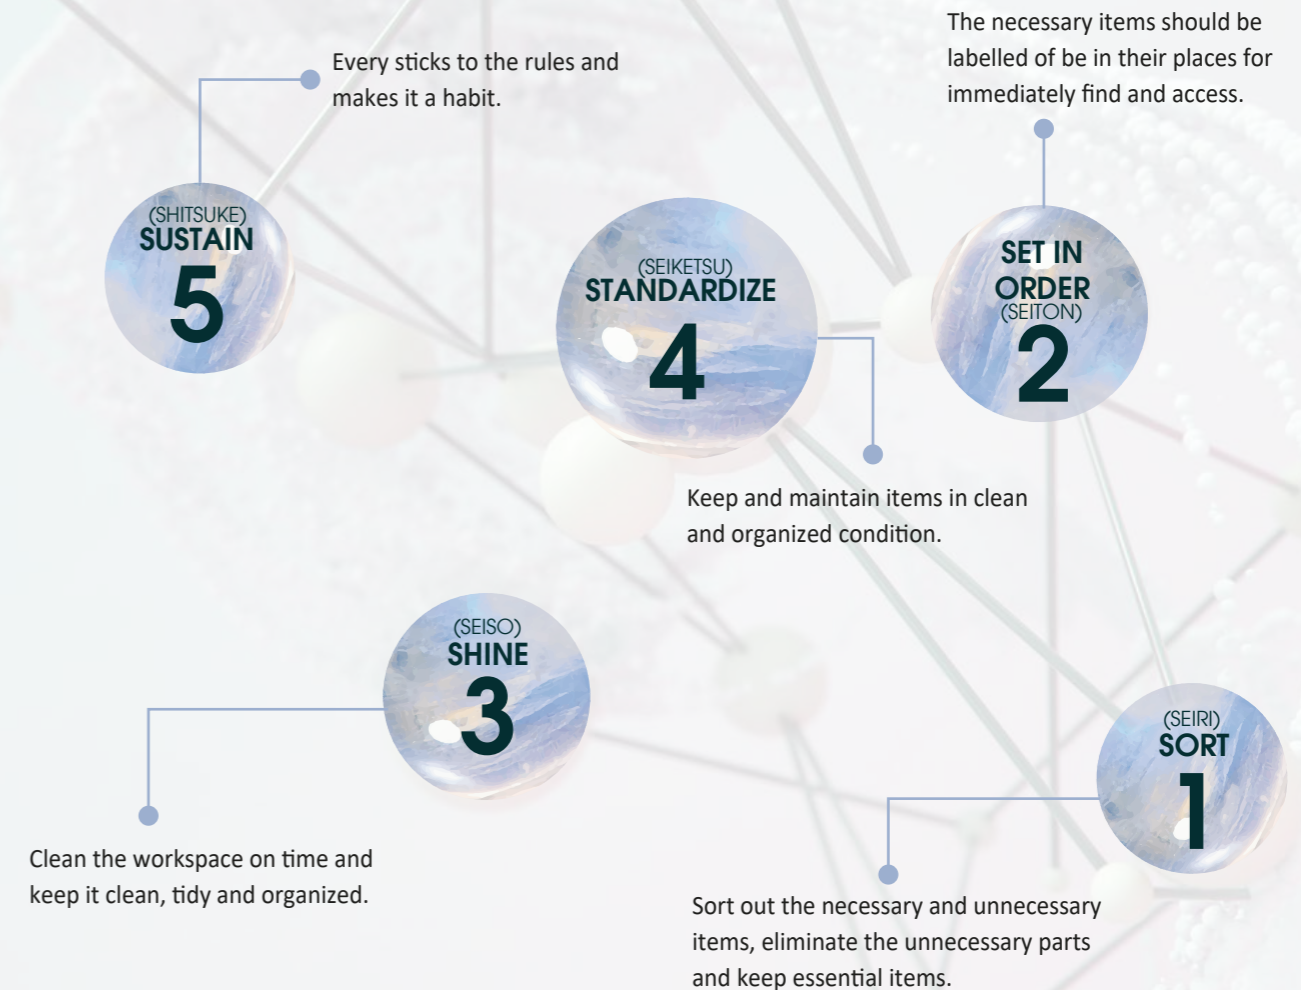 The necessary items should be
labelled of be in their places for
immediately find and access.
Every sticks to the rules and
makes it a habit.
(SHITSUKE)
SUSTAIN
5
(SEIKETSU)
STANDARDIZE
4
SET IN
ORDER
(SEITON)
2
Keep and maintain items in clean
and organized condition.
(SEISO)
SHINE
3
(SEIRI)
SORT
1
Clean the workspace on time and
keep it clean, tidy and organized.
Sort out the necessary and unnecessary
items, eliminate the unnecessary parts
and keep essential items.